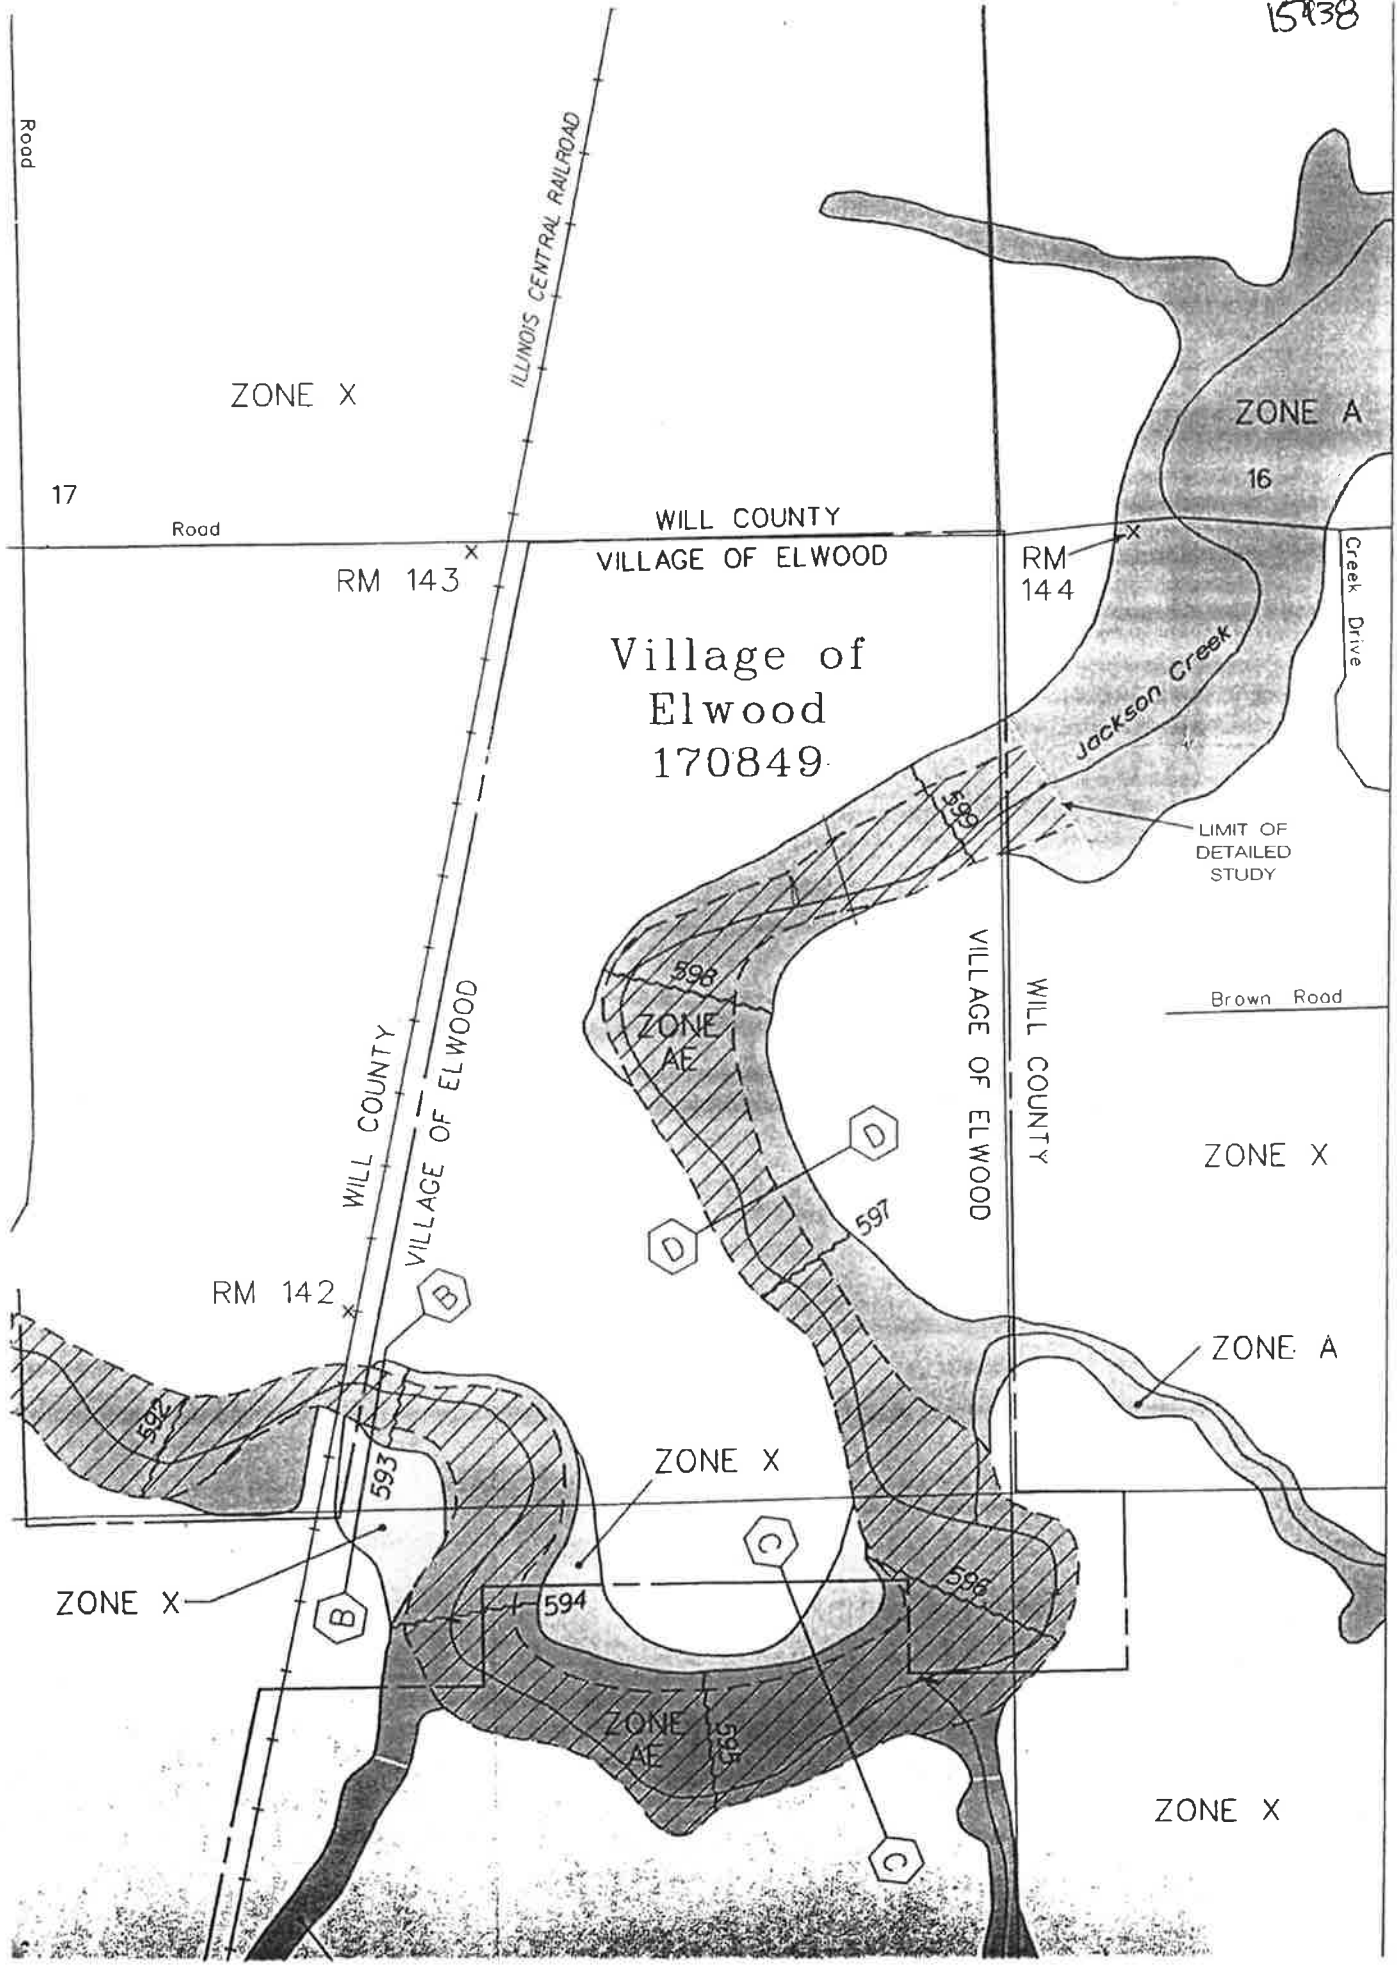 15438
Road
ILLINOIS CENTRAL RAILROAD
ZONE X
ZONE A
16
17
Road
WILL COUNTY
VILLAGE OF ELWOOD
RM 143
RM
144
Creek Drive
Village of
Elwood
170849
Jackson Creek
599
LIMIT OF
DETAILED
STUDY
598
ZONE
AE
VILLAGE OF ELWOOD
WILL COUNTY
Brown Road
WILL COUNTY
VILLAGE OF ELWOOD
D
ZONE X
D
597
RM 142
B
ZONE A
592
593
ZONE X
C
596
ZONE X
594
B
ZONE
AE
595
ZONE X
C